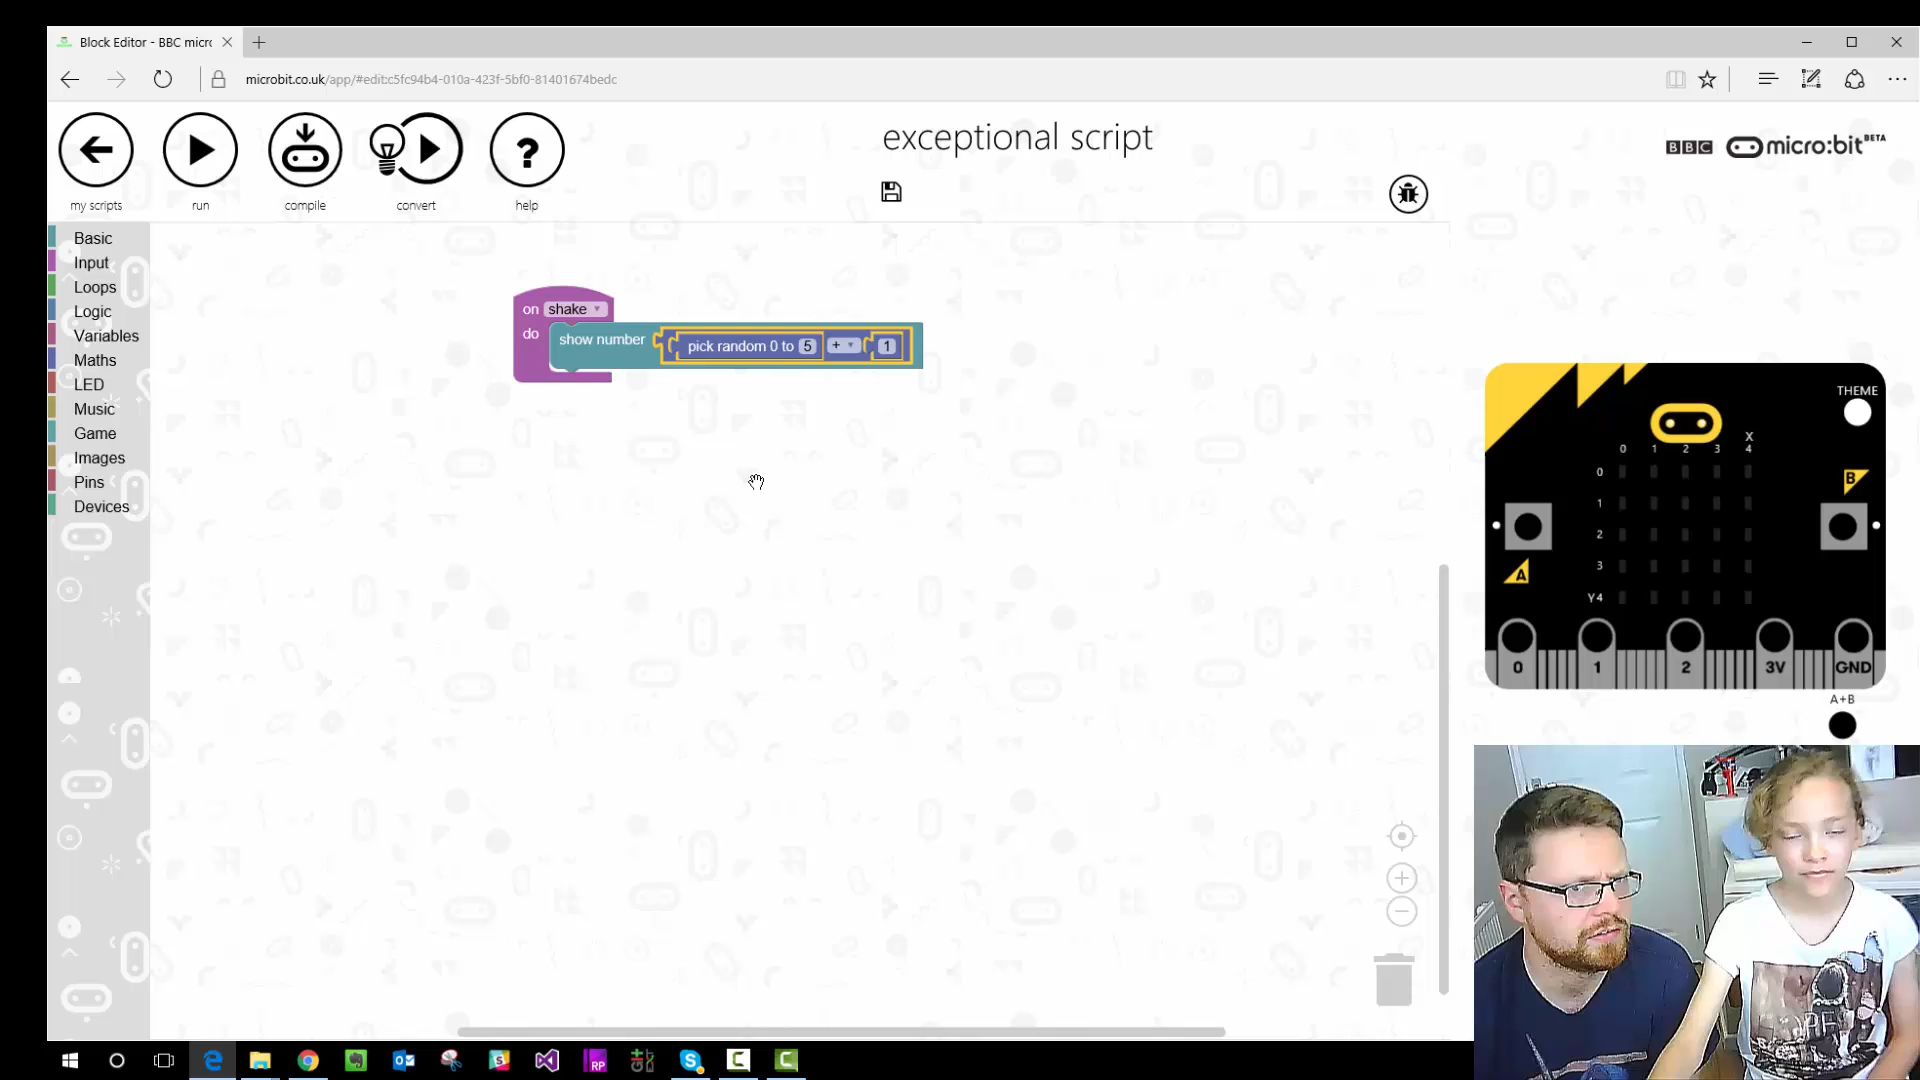 Block Editor - BBC micr
microbit.co.uk/app/#edit:c5fc94b4-010a-423f-5bf0-81401674bedc
my scripts
run
compile
?
convert
help
exceptional script
BBC micro:bit BETA
Basic
Input
Loops
Logic
Variables
Maths
LED
Music
Game
Images
Pins
Devices
on shake
do show number pick random 0 to 5 + 1
THEME
X
0 1 2 3 4
0
1
2
3
Y4
A
B
0 1 2 3V GND
A+B
RP